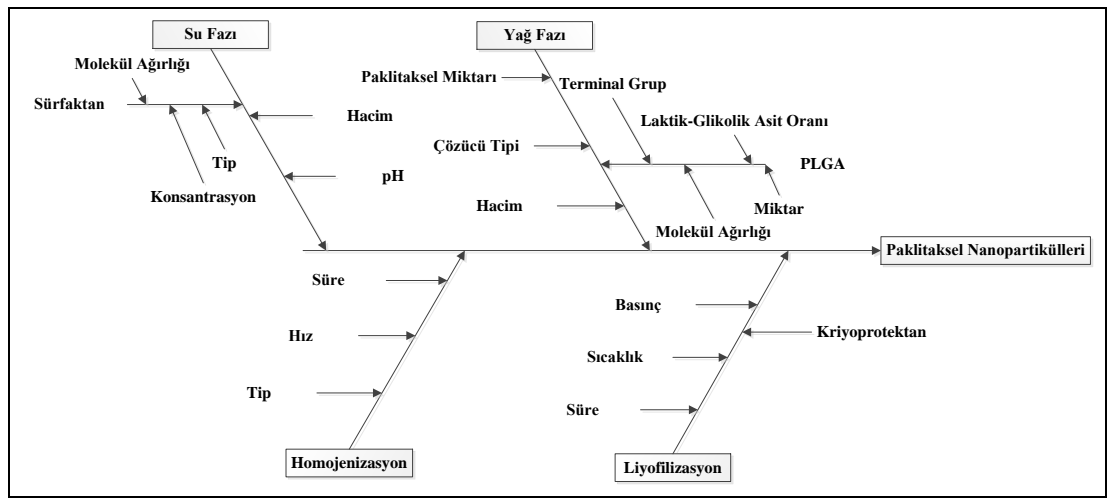 Su Fazı
Yağ Fazı
Molekül Ağırlığı
Paklitaksel Miktarı
Terminal Grup
Sürfaktan
Hacim
Laktik-Glikolik Asit Oranı
Tip
Çözücü Tipi
PLGA
pH
Konsantrasyon
Hacim
Miktar
Molekül Ağırlığı
Paklitaksel Nanopartikülleri
Süre
Basınç
Hız
Kriyoprotektan
Sıcaklık
Tip
Süre
Homojenizasyon
Liyofilizasyon